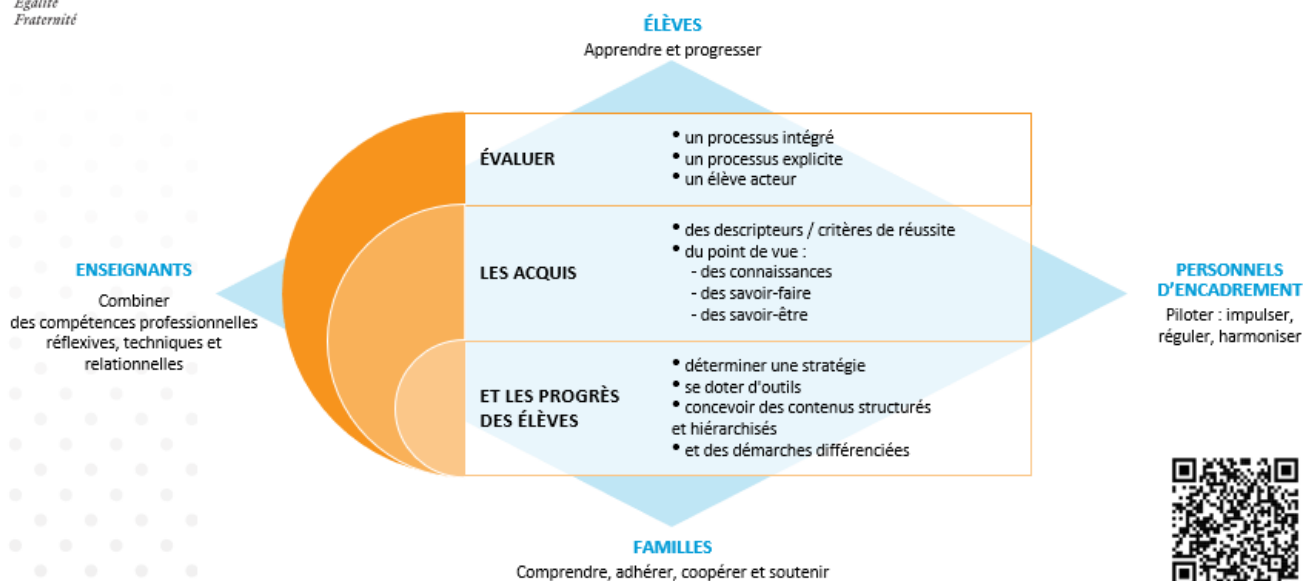 Égalité
Fraternité
ÉLÈVES
Apprendre et progresser
ÉVALUER
• un processus intégré
• un processus explicite
• un élève acteur
LES ACQUIS
• des descripteurs / critères de réussite
• du point de vue :
- des connaissances
- des savoir-faire
- des savoir-être
ET LES PROGRÈS
DES ÉLÈVES
• déterminer une stratégie
• se doter d'outils
• concevoir des contenus structurés
et hiérarchisés
• et des démarches différenciées
ENSEIGNANTS
Combiner
des compétences professionnelles
réflexives, techniques et
relationnelles
PERSONNELS
D'ENCADREMENT
Piloter : impulser,
réguler, harmoniser
FAMILLES
Comprendre, adhérer, coopérer et soutenir